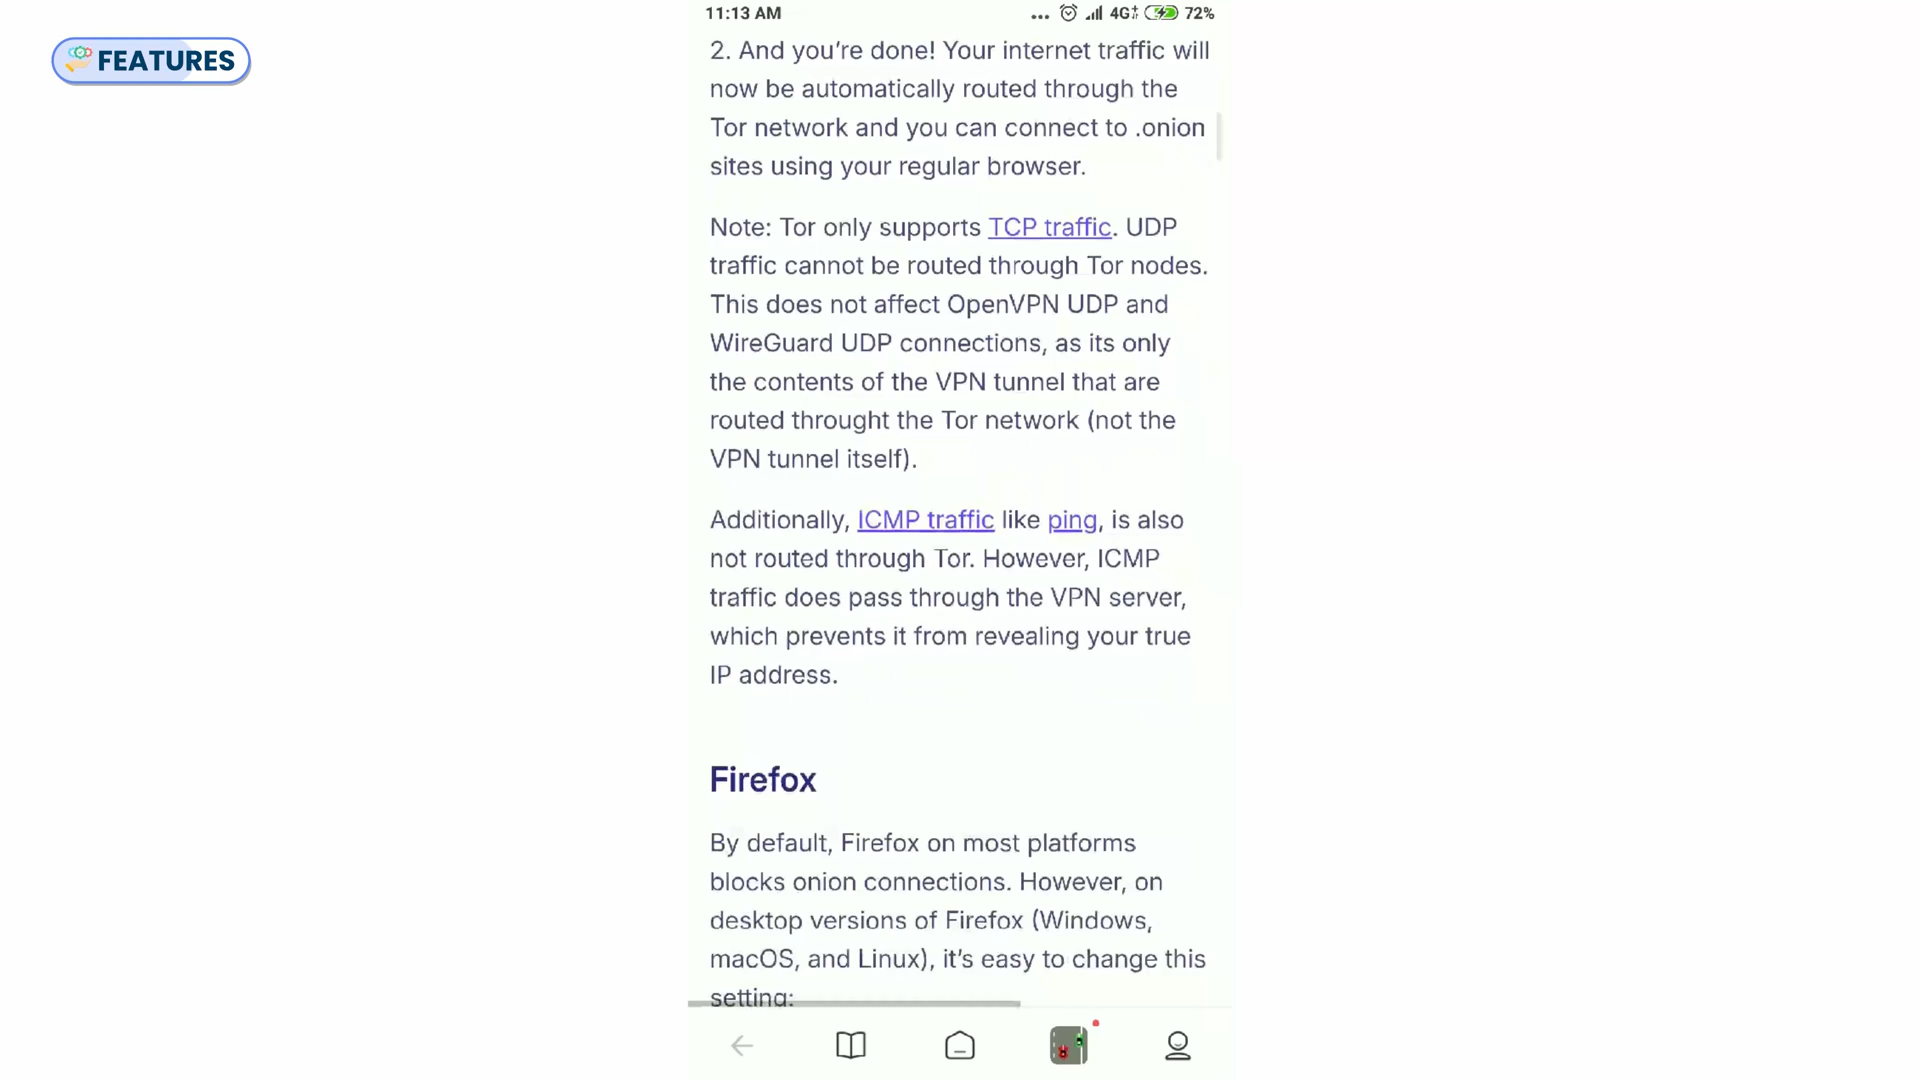 11:13 AM
... 4G+ 72%
FEATURES
2. And you’re done! Your internet traffic will
now be automatically routed through the
Tor network and you can connect to .onion
sites using your regular browser.
Note: Tor only supports TCP traffic. UDP
traffic cannot be routed through Tor nodes.
This does not affect OpenVPN UDP and
WireGuard UDP connections, as its only
the contents of the VPN tunnel that are
routed throught the Tor network (not the
VPN tunnel itself).
Additionally, ICMP traffic like ping, is also
not routed through Tor. However, ICMP
traffic does pass through the VPN server,
which prevents it from revealing your true
IP address.
Firefox
By default, Firefox on most platforms
blocks onion connections. However, on
desktop versions of Firefox (Windows,
macOS, and Linux), it’s easy to change this
setting: